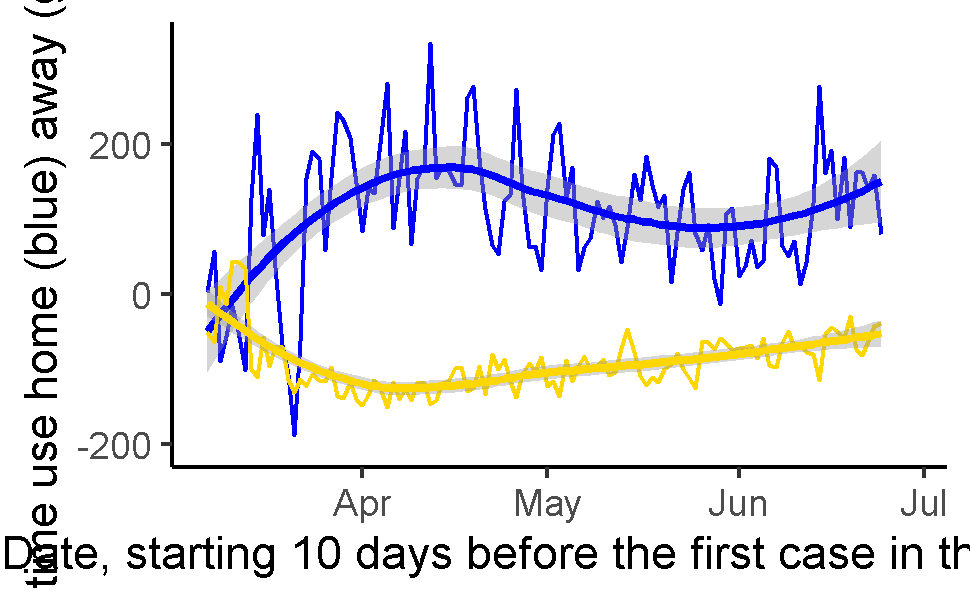 time use home (blue) away (
200
0
-200
Apr May Jun Jul
Date, starting 10 days before the first case in th